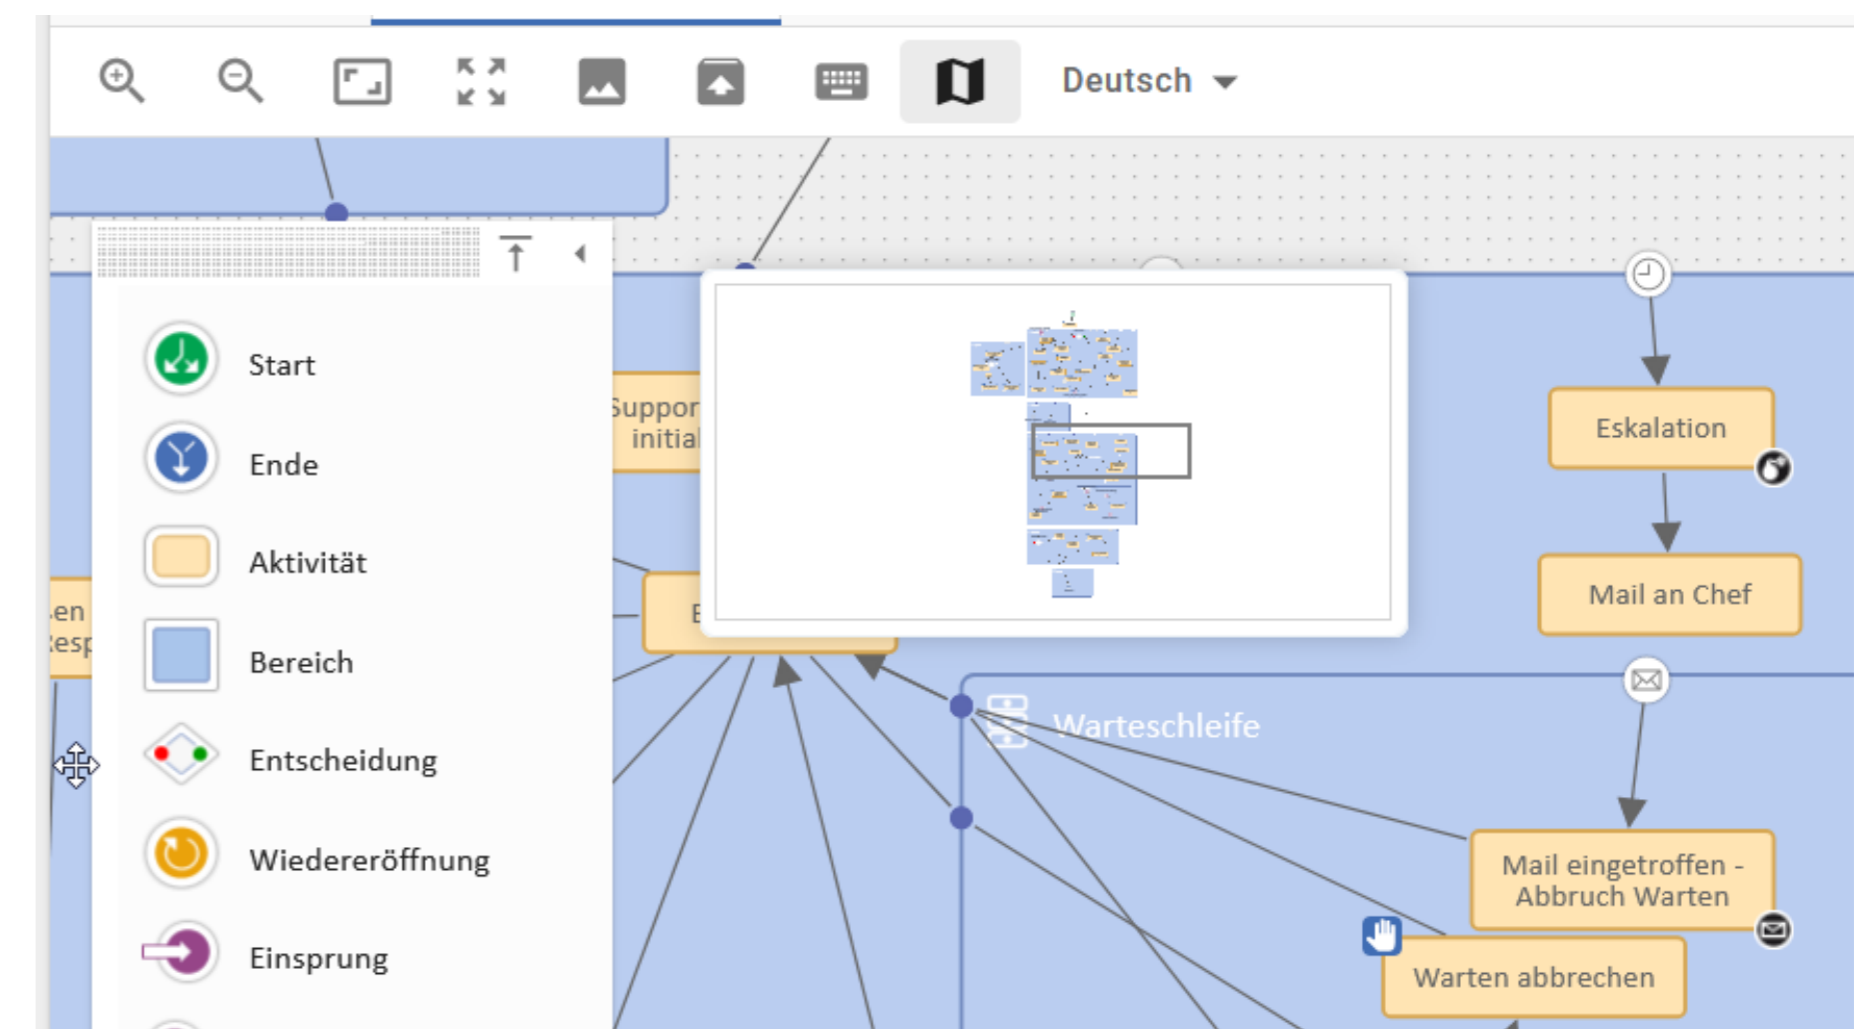 Deutsch
Start
Ende
Aktivität
Bereich
Entscheidung
Wiedereröffnung
Einsprung
Eskalation
Mail an Chef
Warteschleife
Mail eingetroffen -
Abbruch Warten
Warten abbrechen